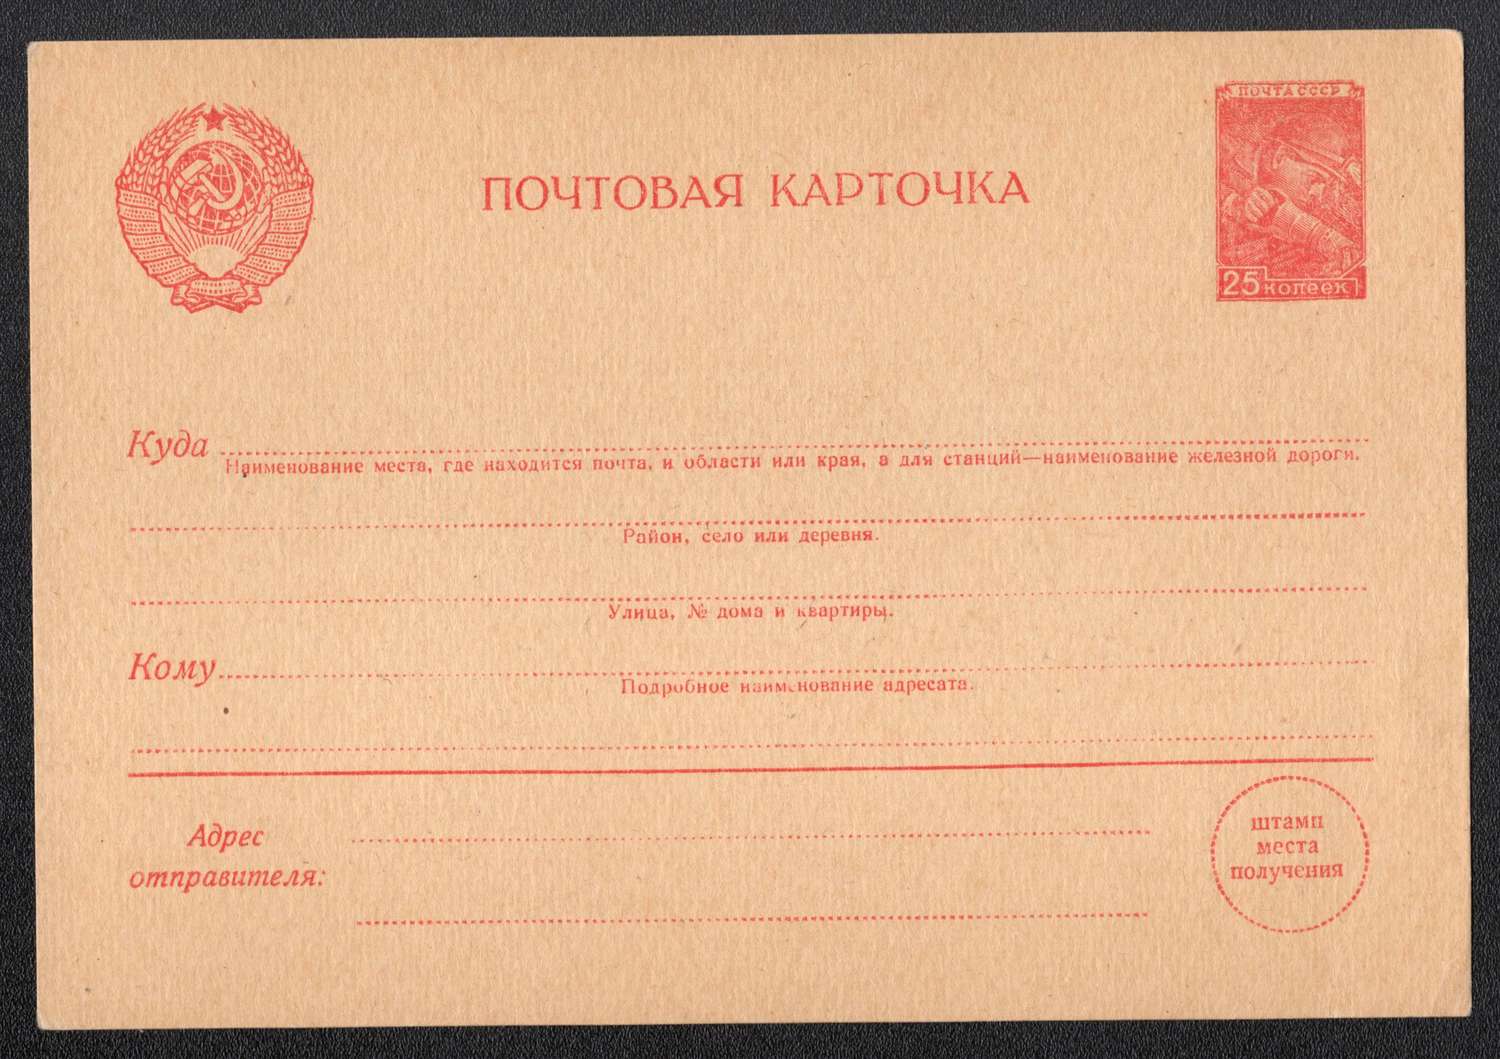 ПОЧТА СССР
ПОЧТОВАЯ КАРТОЧКА
25 копеек
Куда
Наименование места, где находится почта, и области или края, а для станций—наименование железной дороги.
Район, село или деревня.
Улица, № дома и квартиры.
Кому
Подробное наименование адресата.
Адрес
отправителя:
штамп
места
получения